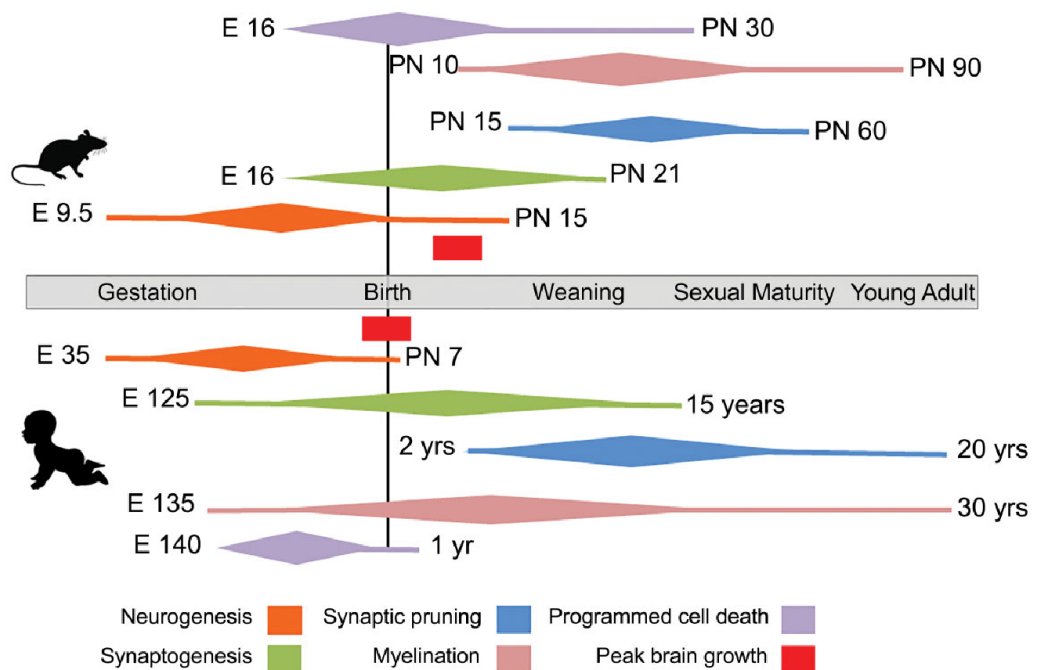 E 16 PN 30
PN 10 PN 90
PN 15 PN 60
E 16 PN 21
E 9.5 PN 15
Gestation Birth Weaning Sexual Maturity Young Adult
E 35 PN 7
E 125 15 years
2 yrs 20 yrs
E 135 30 yrs
E 140 1 yr
Neurogenesis Synaptic pruning Programmed cell death
Synaptogenesis Myelination Peak brain growth